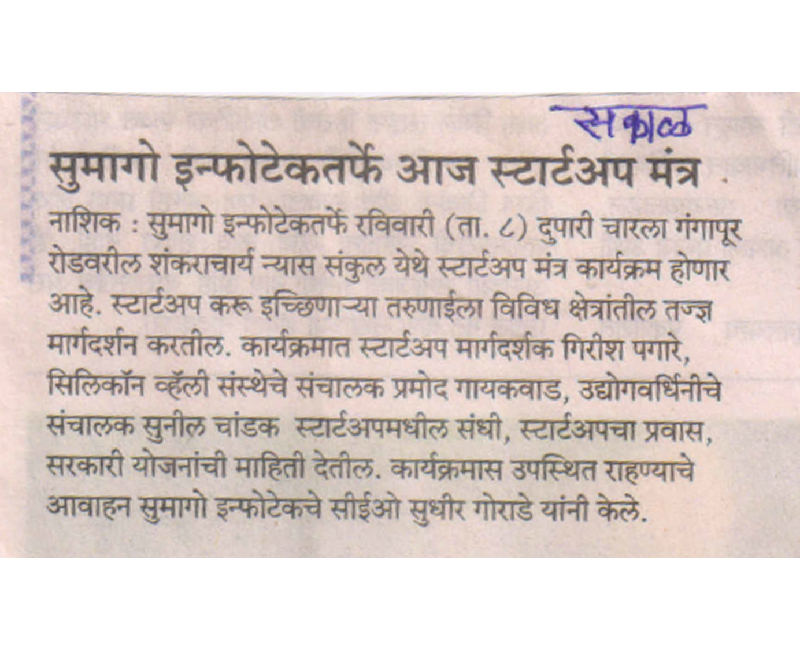 सकाळ
सुमागो इन्फोटेकतर्फे आज स्टार्टअप मंत्र
नाशिक : सुमागो इन्फोटेकतर्फे रविवारी (ता. ८) दुपारी चारला गंगापूर
रोडवरील शंकराचार्य न्यास संकुल येथे स्टार्टअप मंत्र कार्यक्रम होणार
आहे. स्टार्टअप करू इच्छिणाऱ्या तरुणाईला विविध क्षेत्रांतील तज्ज्ञ
मार्गदर्शन करतील. कार्यक्रमात स्टार्टअप मार्गदर्शक गिरीश पगारे,
सिलिकॉन व्हॅली संस्थेचे संचालक प्रमोद गायकवाड, उद्योगवर्धिनीचे
संचालक सुनील चांडक स्टार्टअपमधील संधी, स्टार्टअपचा प्रवास,
सरकारी योजनांची माहिती देतील. कार्यक्रमास उपस्थित राहण्याचे
आवाहन सुमागो इन्फोटेकचे सीईओ सुधीर गोराडे यांनी केले.